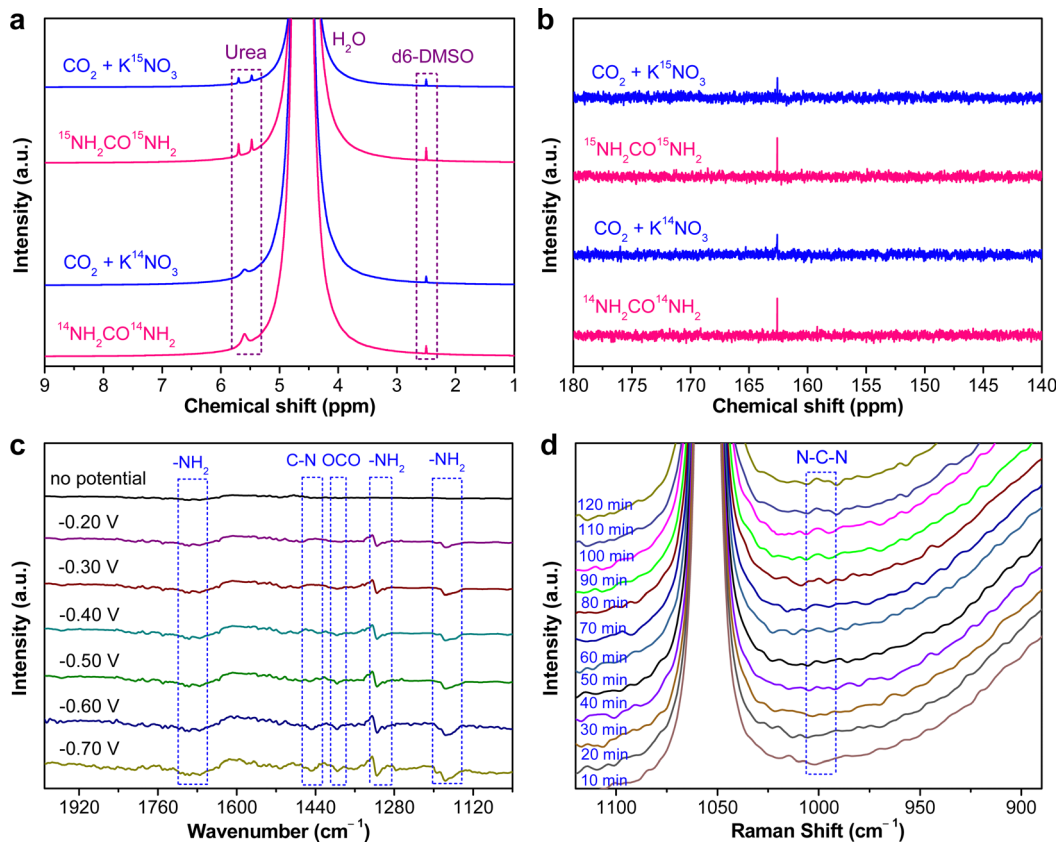 a
Urea
H₂O
d6-DMSO
CO₂ + K¹⁵NO₃
¹⁵NH₂CO¹⁵NH₂
CO₂ + K¹⁴NO₃
¹⁴NH₂CO¹⁴NH₂
Intensity (a.u.)
9 8 7 6 5 4 3 2 1
Chemical shift (ppm)
b
CO₂ + K¹⁵NO₃
¹⁵NH₂CO¹⁵NH₂
CO₂ + K¹⁴NO₃
¹⁴NH₂CO¹⁴NH₂
Intensity (a.u.)
180 175 170 165 160 155 150 145 140
Chemical shift (ppm)
c
-NH₂ C-N OCO -NH₂ -NH₂
no potential
-0.20 V
-0.30 V
-0.40 V
-0.50 V
-0.60 V
-0.70 V
Intensity (a.u.)
1920 1760 1600 1440 1280 1120
Wavenumber (cm⁻¹)
d
N-C-N
120 min
110 min
100 min
90 min
80 min
70 min
60 min
50 min
40 min
30 min
20 min
10 min
Intensity (a.u.)
1100 1050 1000 950 900
Raman Shift (cm⁻¹)